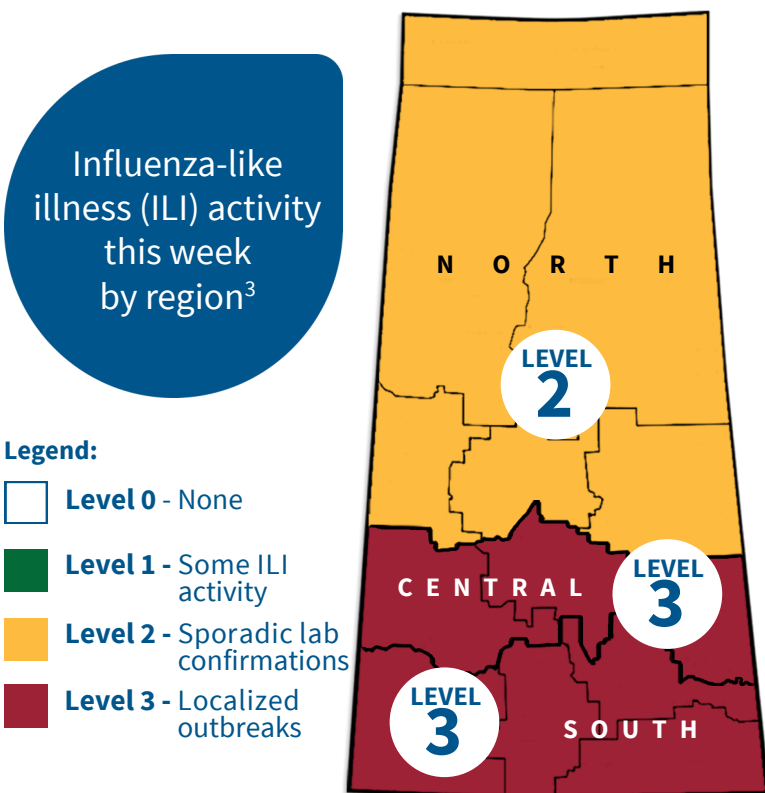 Influenza-like
illness (ILI) activity
this week
by region³
NORTH
LEVEL
2
Legend:
Level 0 - None
Level 1 - Some ILI
activity
Level 2 - Sporadic lab
confirmations
Level 3 - Localized
outbreaks
CENTRAL
LEVEL
3
LEVEL
3
SOUTH